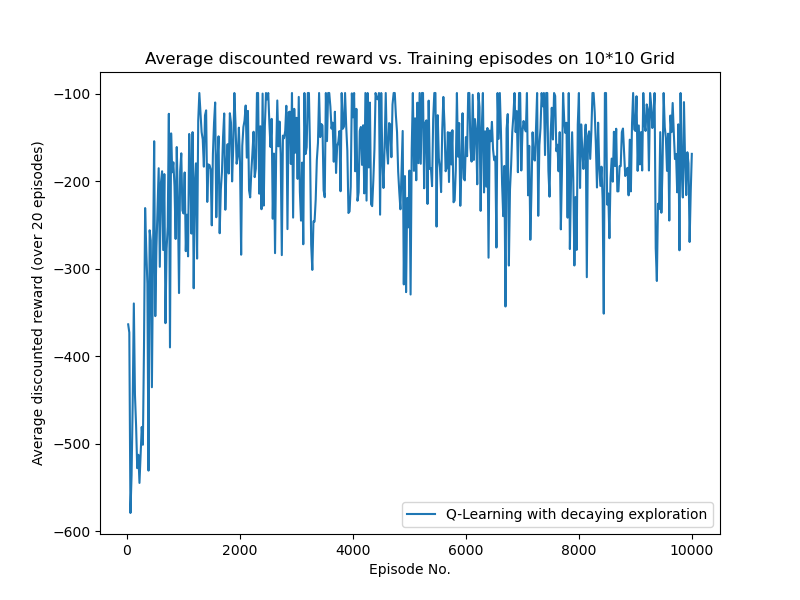 Average discounted reward vs. Training episodes on 10*10 Grid
Average discounted reward (over 20 episodes)
−100
−200
−300
−400
−500
−600
Q-Learning with decaying exploration
0 2000 4000 6000 8000 10000
Episode No.